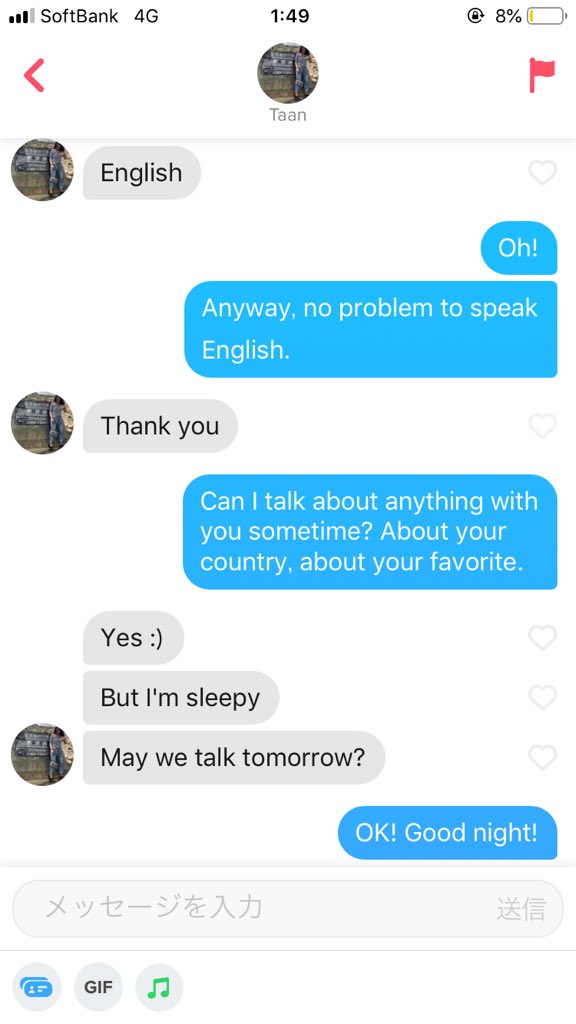 SoftBank 4G 1:49 8%
Taan
English
Oh!
Anyway, no problem to speak
English.
Thank you
Can I talk about anything with
you sometime? About your
country, about your favorite.
Yes :)
But I'm sleepy
May we talk tomorrow?
OK! Good night!
メッセージを入力 送信
GIF